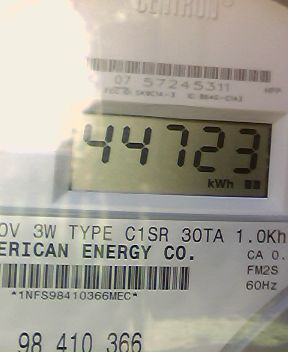 CENTRON
07 57245311
44723
kWh
0V 3W TYPE C1SR 30TA 1.0Kh
ERICAN ENERGY CO.
CA 0.
FM2S
60Hz
*1NFS98410366MEC*
98 410 366